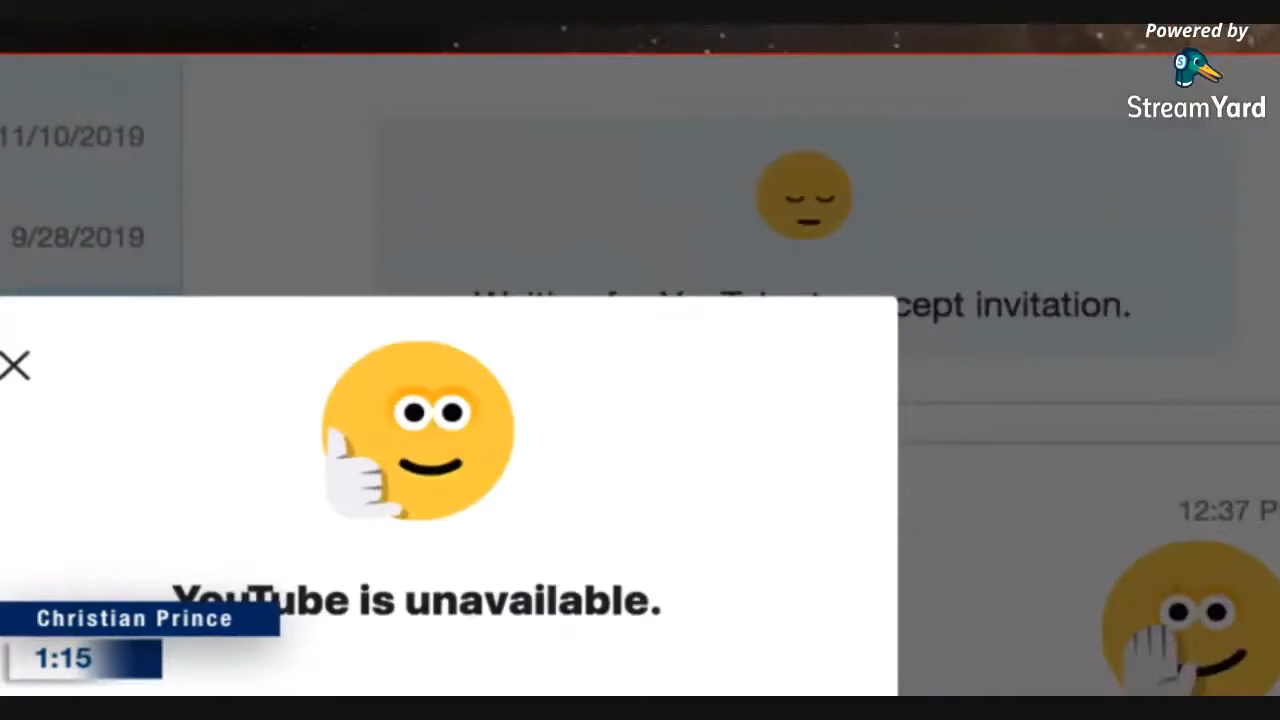 Powered by
StreamYard
11/10/2019
9/28/2019
cept invitation.
12:37 P
YouTube is unavailable.
Christian Prince
1:15